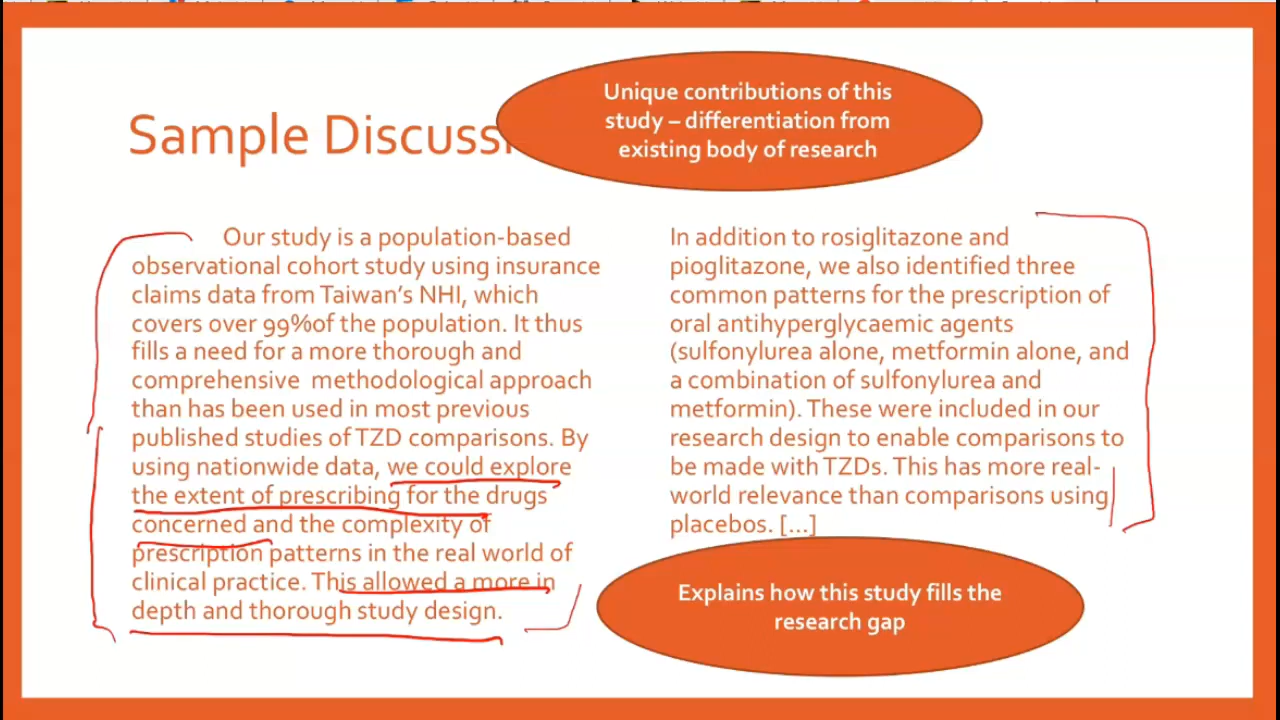 Sample Discuss
Unique contributions of this
study – differentiation from
existing body of research
Our study is a population-based
observational cohort study using insurance
claims data from Taiwan's NHI, which
covers over 99%of the population. It thus
fills a need for a more thorough and
comprehensive methodological approach
than has been used in most previous
published studies of TZD comparisons. By
using nationwide data, we could explore
the extent of prescribing for the drugs
concerned and the complexity of
prescription patterns in the real world of
clinical practice. This allowed a more in
depth and thorough study design.
In addition to rosiglitazone and
pioglitazone, we also identified three
common patterns for the prescription of
oral antihyperglycaemic agents
(sulfonylurea alone, metformin alone, and
a combination of sulfonylurea and
metformin). These were included in our
research design to enable comparisons to
be made with TZDs. This has more real-
world relevance than comparisons using
placebos. [...]
Explains how this study fills the
research gap